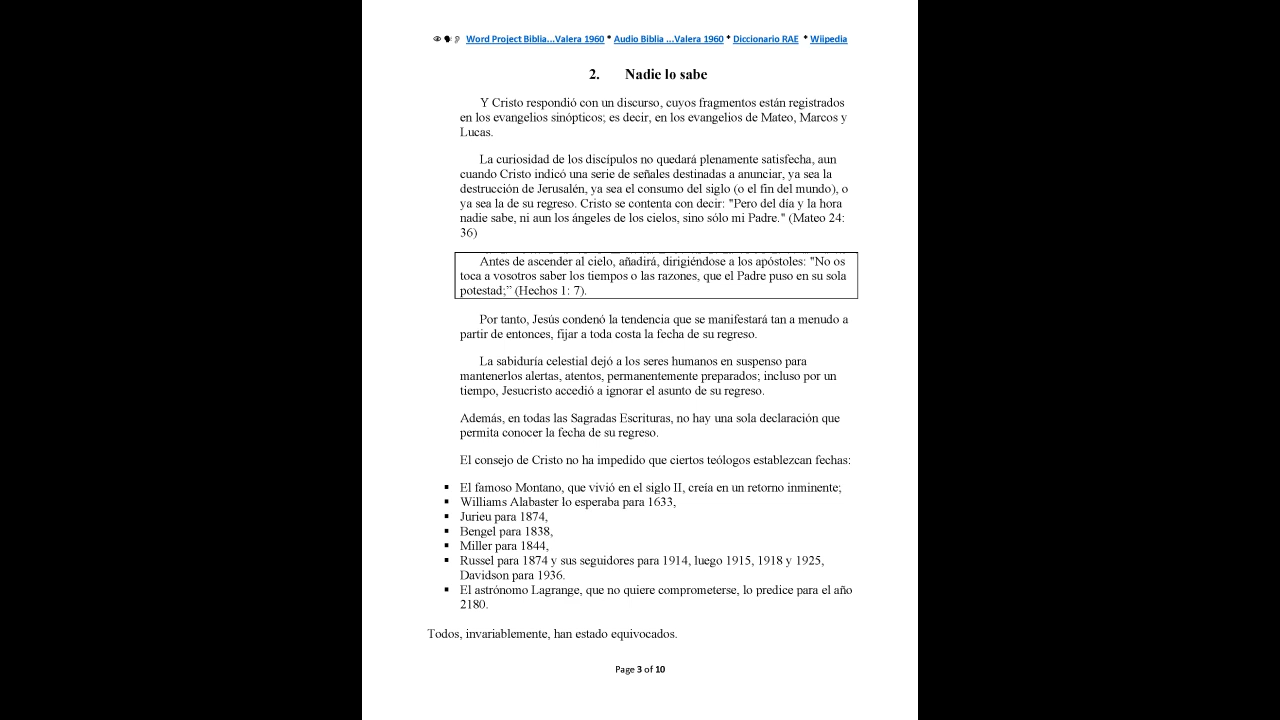 Word Project Biblia...Valera 1960 * Audio Biblia ...Valera 1960 * Diccionario RAE * Wiipedia
2. Nadie lo sabe
Y Cristo respondió con un discurso, cuyos fragmentos están registrados
en los evangelios sinópticos; es decir, en los evangelios de Mateo, Marcos y
Lucas.
La curiosidad de los discípulos no quedará plenamente satisfecha, aun
cuando Cristo indicó una serie de señales destinadas a anunciar, ya sea la
destrucción de Jerusalén, ya sea el consumo del siglo (o el fin del mundo), o
ya sea la de su regreso. Cristo se contenta con decir: "Pero del día y la hora
nadie sabe, ni aun los ángeles de los cielos, sino sólo mi Padre." (Mateo 24:
36)
Antes de ascender al cielo, añadirá, dirigiéndose a los apóstoles: "No os
toca a vosotros saber los tiempos o las razones, que el Padre puso en su sola
potestad;” (Hechos 1: 7).
Por tanto, Jesús condenó la tendencia que se manifestará tan a menudo a
partir de entonces, fijar a toda costa la fecha de su regreso.
La sabiduría celestial dejó a los seres humanos en suspenso para
mantenerlos alertas, atentos, permanentemente preparados; incluso por un
tiempo, Jesucristo accedió a ignorar el asunto de su regreso.
Además, en todas las Sagradas Escrituras, no hay una sola declaración que
permita conocer la fecha de su regreso.
El consejo de Cristo no ha impedido que ciertos teólogos establezcan fechas:
▪ El famoso Montano, que vivió en el siglo II, creía en un retorno inminente;
▪ Williams Alabaster lo esperaba para 1633,
▪ Jurieu para 1874,
▪ Bengel para 1838,
▪ Miller para 1844,
▪ Russel para 1874 y sus seguidores para 1914, luego 1915, 1918 y 1925,
Davidson para 1936.
▪ El astrónomo Lagrange, que no quiere comprometerse, lo predice para el año
2180.
Todos, invariablemente, han estado equivocados.
Page 3 of 10